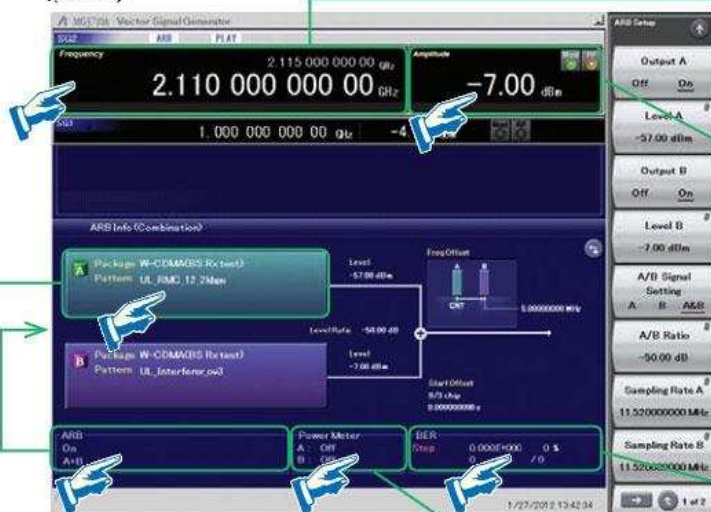 MG3710A Vector Signal Generator
SG2 ARB PLAY
Frequency
2.115 000 000 00 GHz
2.110 000 000 00 GHz
Amplitude
-7.00 dBm
SG1
1. 000 000 000 00 GHz -4
ARB Info (Combination)
A Package W-CDMA(BS Rx test)
Pattern UL_RMC_12_2kbps
Level
-57.00 dBm
Freq Offset
A B
CNT
5.00000000 MHz
Level Ratio -50.00 dB
B Package W-CDMA(BS Rx test)
Pattern UL_Interferer_ov3
Level
-7.00 dBm
Start Offset
0/3 chip
0.000000000 s
ARB
On
A+B
Power Meter
A : Off
B : Off
BER
Stop 0.000E+000 0 %
0 / 0
1/27/2012 13:42:34
ARB Setup
Output A
Off On
Level A
-57.00 dBm
Output B
Off On
Level B
-7.00 dBm
A/B Signal
Setting
A B A&B
A/B Ratio
-50.00 dB
Sampling Rate A
11.520000000 MHz
Sampling Rate B
11.520000000 MHz
1 of 2